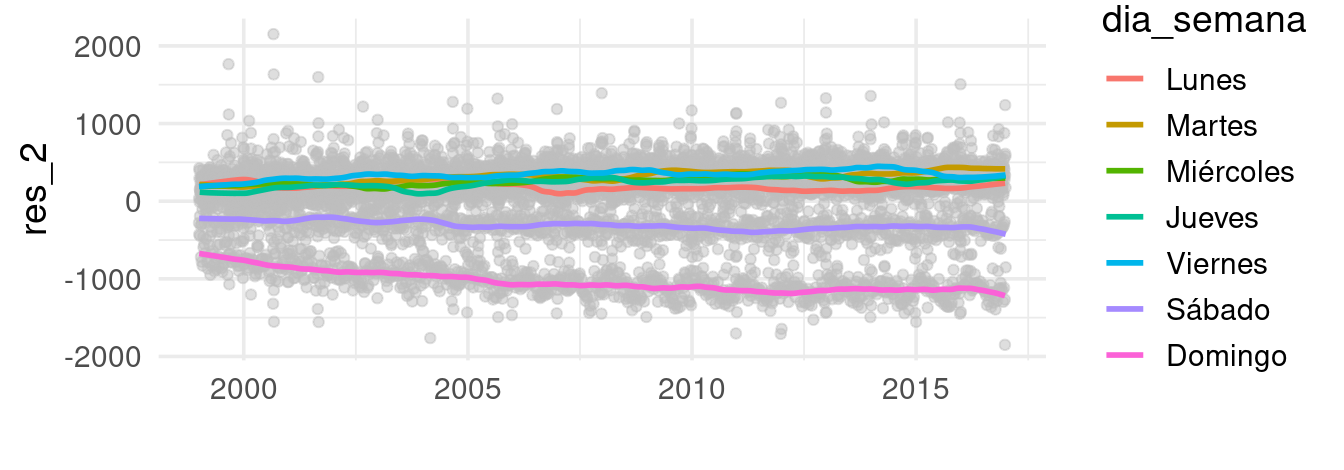 res_2
2000
1000
0
-1000
-2000
2000
2005
2010
2015
dia_semana
Lunes
Martes
Miércoles
Jueves
Viernes
Sábado
Domingo